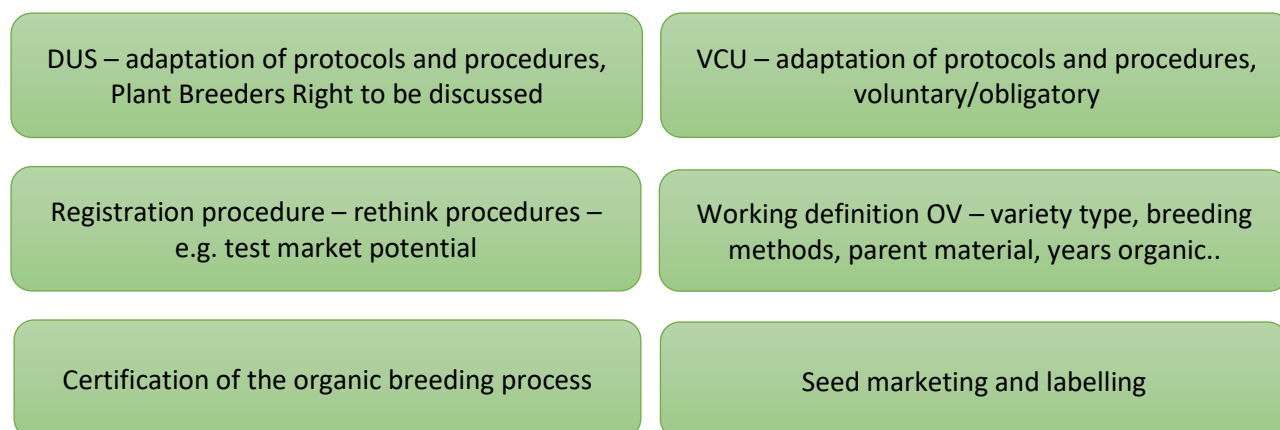 DUS – adaptation of protocols and procedures,
Plant Breeders Right to be discussed
VCU – adaptation of protocols and procedures,
voluntary/obligatory
Registration procedure – rethink procedures –
e.g. test market potential
Working definition OV – variety type, breeding
methods, parent material, years organic..
Certification of the organic breeding process
Seed marketing and labelling